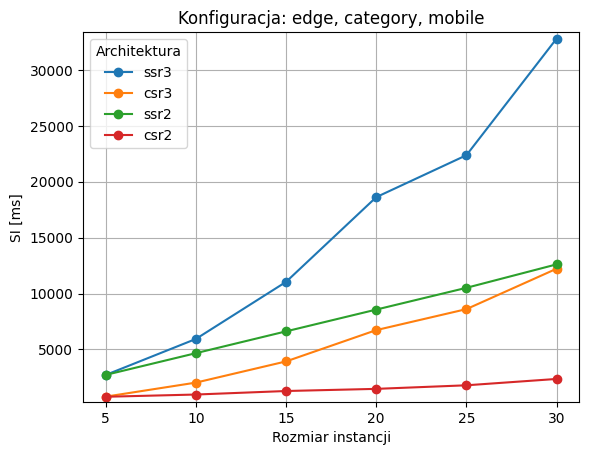 Konfiguracja: edge, category, mobile
Architektura
ssr3
csr3
ssr2
csr2
SI [ms]
30000
25000
20000
15000
10000
5000
5 10 15 20 25 30
Rozmiar instancji